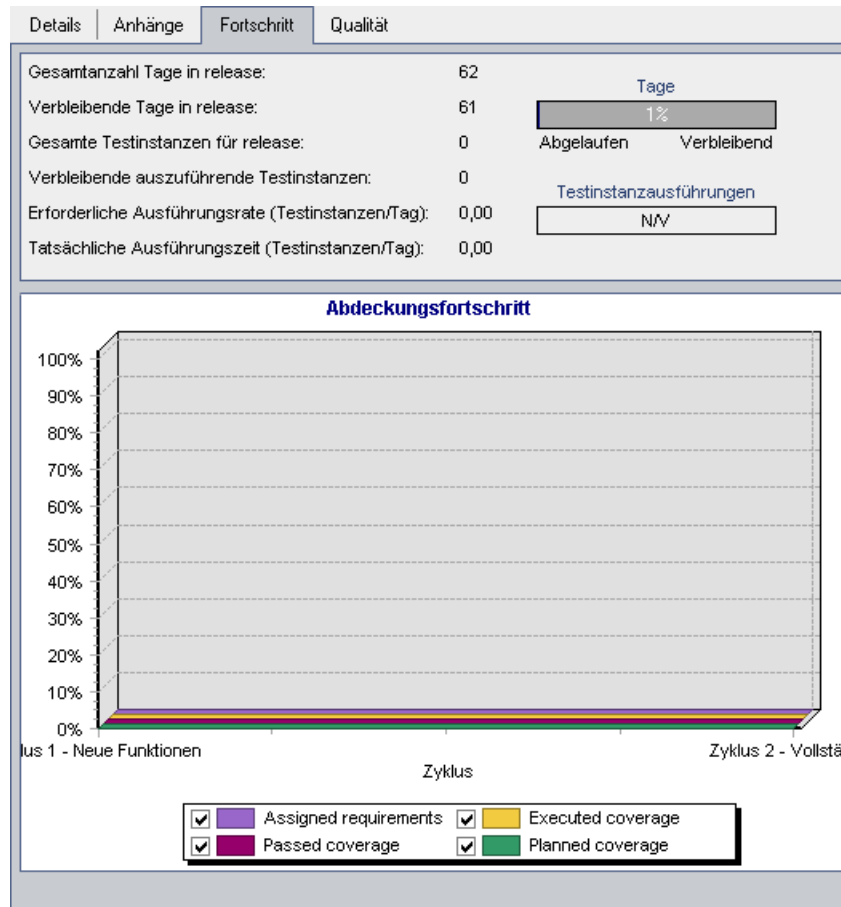 Details Anhänge Fortschritt Qualität
Gesamtanzahl Tage in release: 62
Tage
Verbleibende Tage in release: 61
1%
Gesamte Testinstanzen für release: 0
Abgelaufen Verbleibend
Verbleibende auszuführende Testinstanzen: 0
Testinstanzausführungen
Erforderliche Ausführungsrate (Testinstanzen/Tag): 0,00
N/V
Tatsächliche Ausführungszeit (Testinstanzen/Tag): 0,00
Abdeckungsfortschritt
100%
90%
80%
70%
60%
50%
40%
30%
20%
10%
0%
lus 1 - Neue Funktionen Zyklus 2 - Vollstä
Zyklus
Assigned requirements Executed coverage
Passed coverage Planned coverage